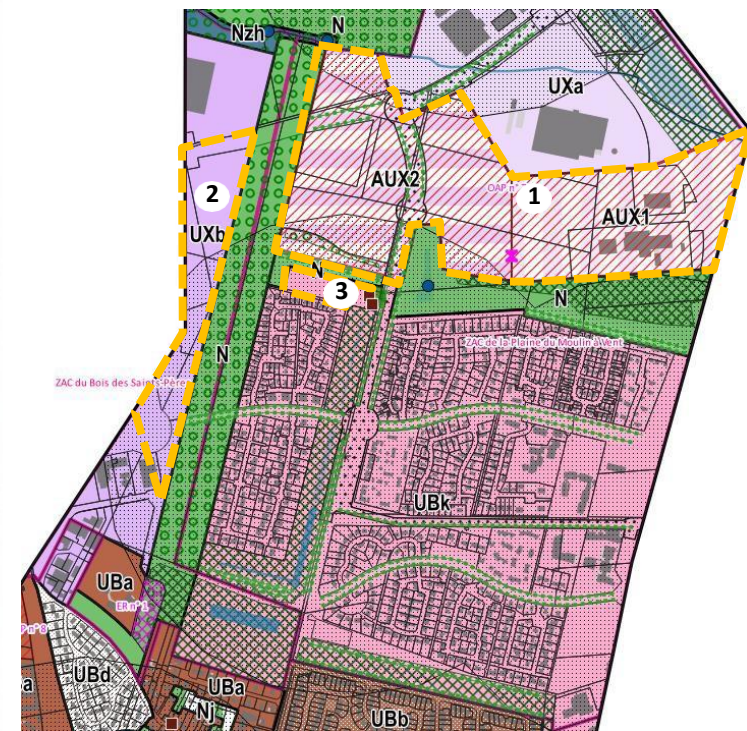 Nzh
N
UXa
2
AUX2
1
OAP n°
AUX1
UXb
N
3
N
ZAC de la Plaine du Moulin à Vent
N
ZAC du Bois des Saints-Père
UBk
UBa
ER n° 1
P n° 8
UBd
a
UBa
Nj
UBb